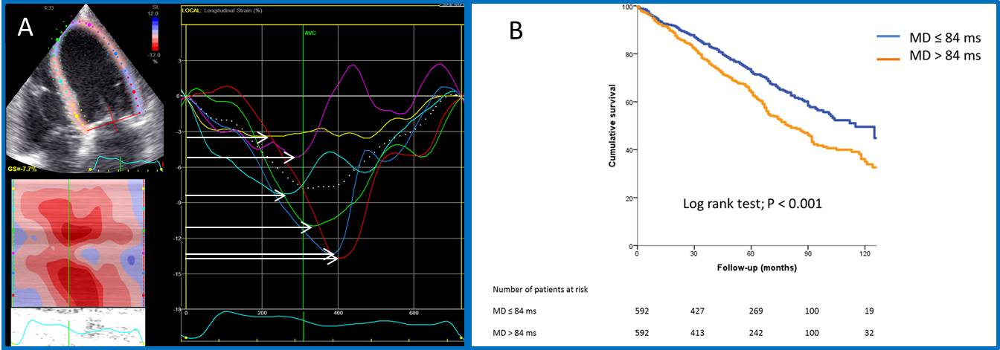 A
5:33
SL
12.0
-12.0
%
GS=-7.7%
LOCAL: Longitudinal Strain (%)
AVC
3
0
-3
-6
-9
-12
-15
-18
0
200
400
600
B
MD ≤ 84 ms
MD > 84 ms
100
80
60
40
20
0
Cumulative survival
Log rank test; P < 0.001
0 30 60 90 120
Follow-up (months)
Number of patients at risk
MD ≤ 84 ms 592 427 269 100 19
MD > 84 ms 592 413 242 100 32